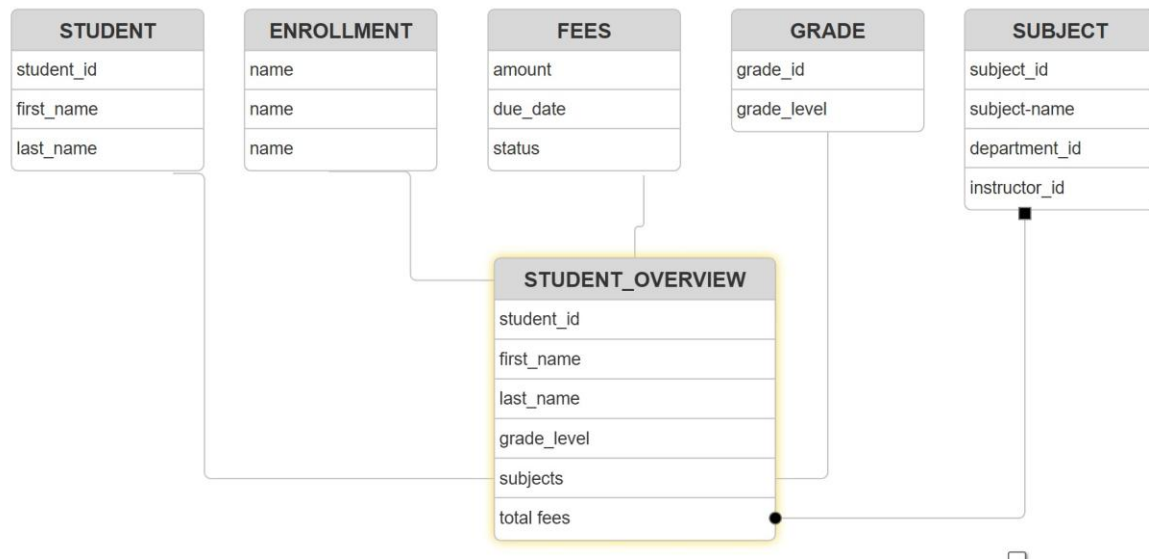 STUDENT
student_id
first_name
last_name
ENROLLMENT
name
name
name
FEES
amount
due_date
status
GRADE
grade_id
grade_level
SUBJECT
subject_id
subject-name
department_id
instructor_id
STUDENT_OVERVIEW
student_id
first_name
last_name
grade_level
subjects
total fees